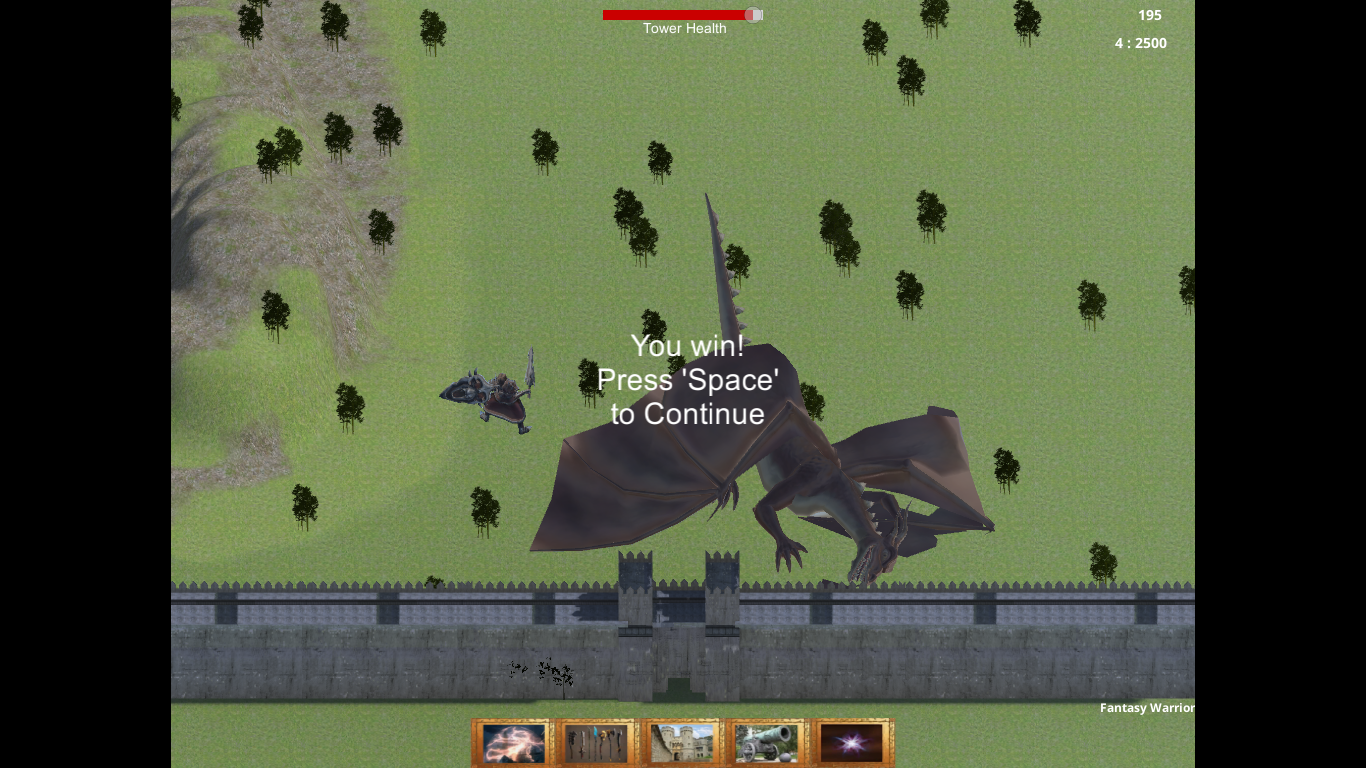 Tower Health
195
4 : 2500
You win!
Press 'Space'
to Continue
Fantasy Warrior